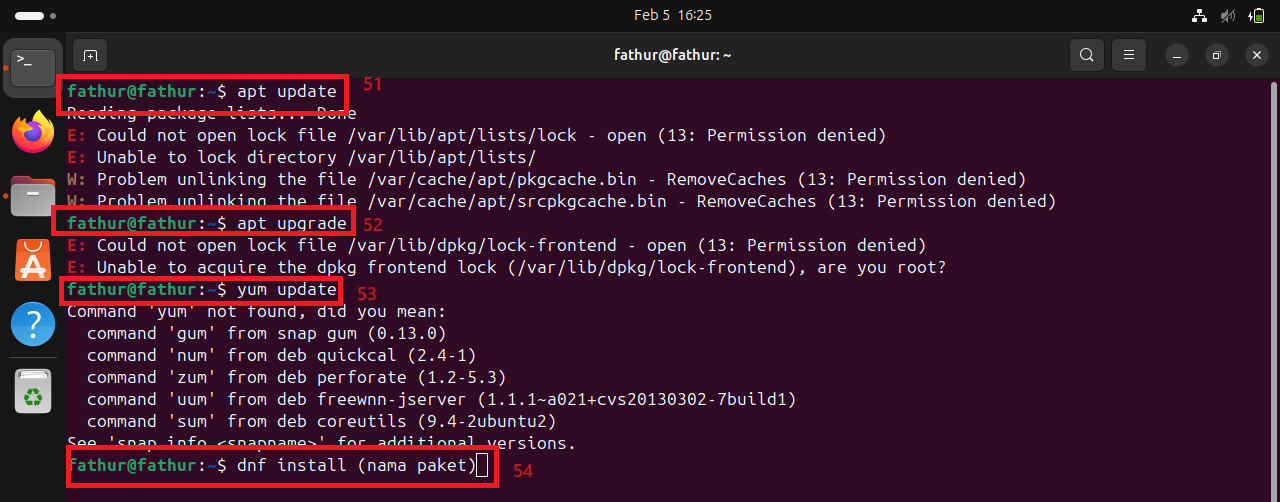 Feb 5 16:25
fathur@fathur: ~
fathur@fathur:~$ apt update 51
Reading package lists... Done
E: Could not open lock file /var/lib/apt/lists/lock - open (13: Permission denied)
E: Unable to lock directory /var/lib/apt/lists/
W: Problem unlinking the file /var/cache/apt/pkgcache.bin - RemoveCaches (13: Permission denied)
W: Problem unlinking the file /var/cache/apt/srcpkgcache.bin - RemoveCaches (13: Permission denied)
fathur@fathur:~$ apt upgrade 52
E: Could not open lock file /var/lib/dpkg/lock-frontend - open (13: Permission denied)
E: Unable to acquire the dpkg frontend lock (/var/lib/dpkg/lock-frontend), are you root?
fathur@fathur:~$ yum update 53
Command 'yum' not found, did you mean:
command 'gum' from snap gum (0.13.0)
command 'num' from deb quickcal (2.4-1)
command 'zum' from deb perforate (1.2-5.3)
command 'uum' from deb freewnn-jserver (1.1.1~a021+cvs20130302-7build1)
command 'sum' from deb coreutils (9.4-2ubuntu2)
See 'snap info <snapname>' for additional versions.
fathur@fathur:~$ dnf install (nama paket) 54